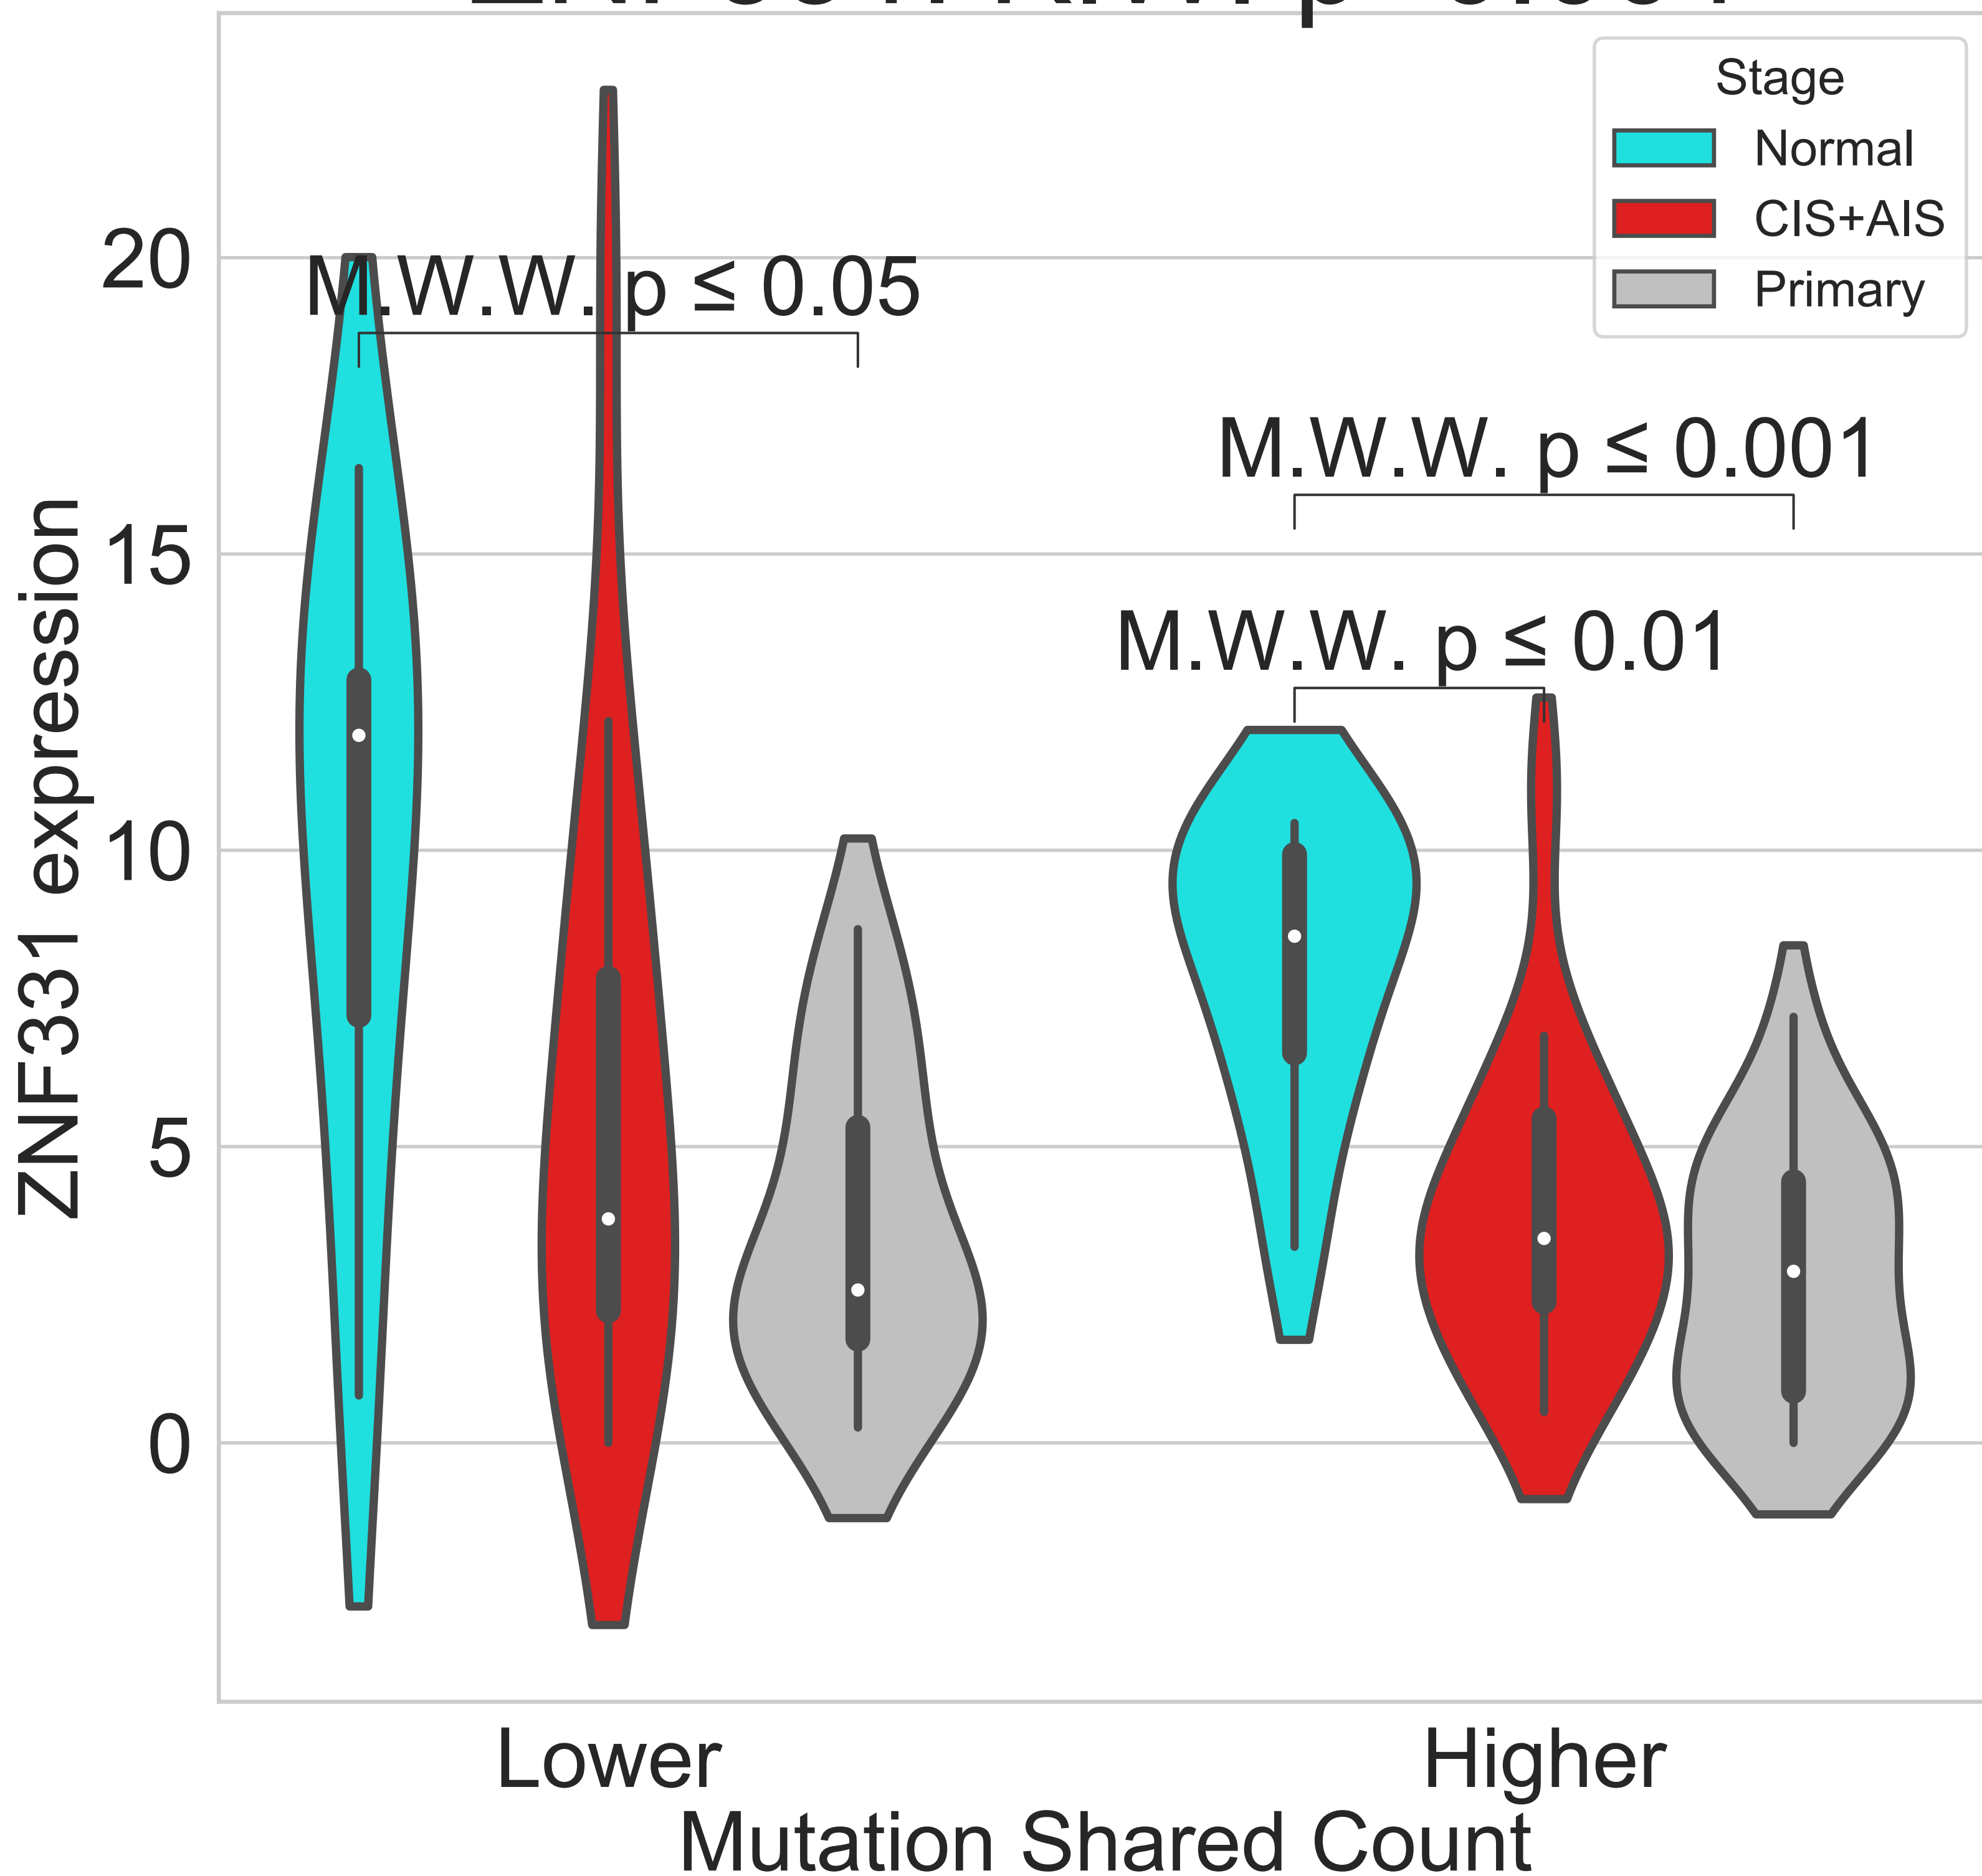 Stage
Normal
CIS+AIS
Primary
M.W.W. p ≤ 0.05
M.W.W. p ≤ 0.001
M.W.W. p ≤ 0.01
20
15
10
5
0
ZNF331 expression
Lower
Higher
Mutation Shared Count